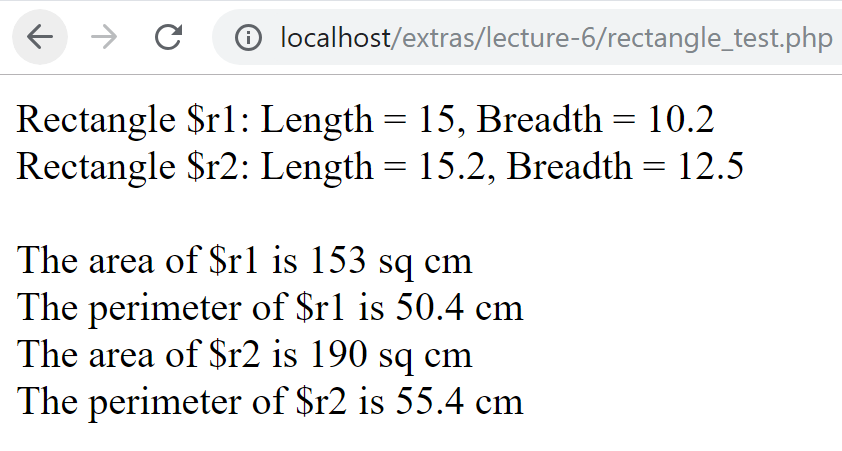 localhost/extras/lecture-6/rectangle_test.php
Rectangle $r1: Length = 15, Breadth = 10.2
Rectangle $r2: Length = 15.2, Breadth = 12.5
The area of $r1 is 153 sq cm
The perimeter of $r1 is 50.4 cm
The area of $r2 is 190 sq cm
The perimeter of $r2 is 55.4 cm